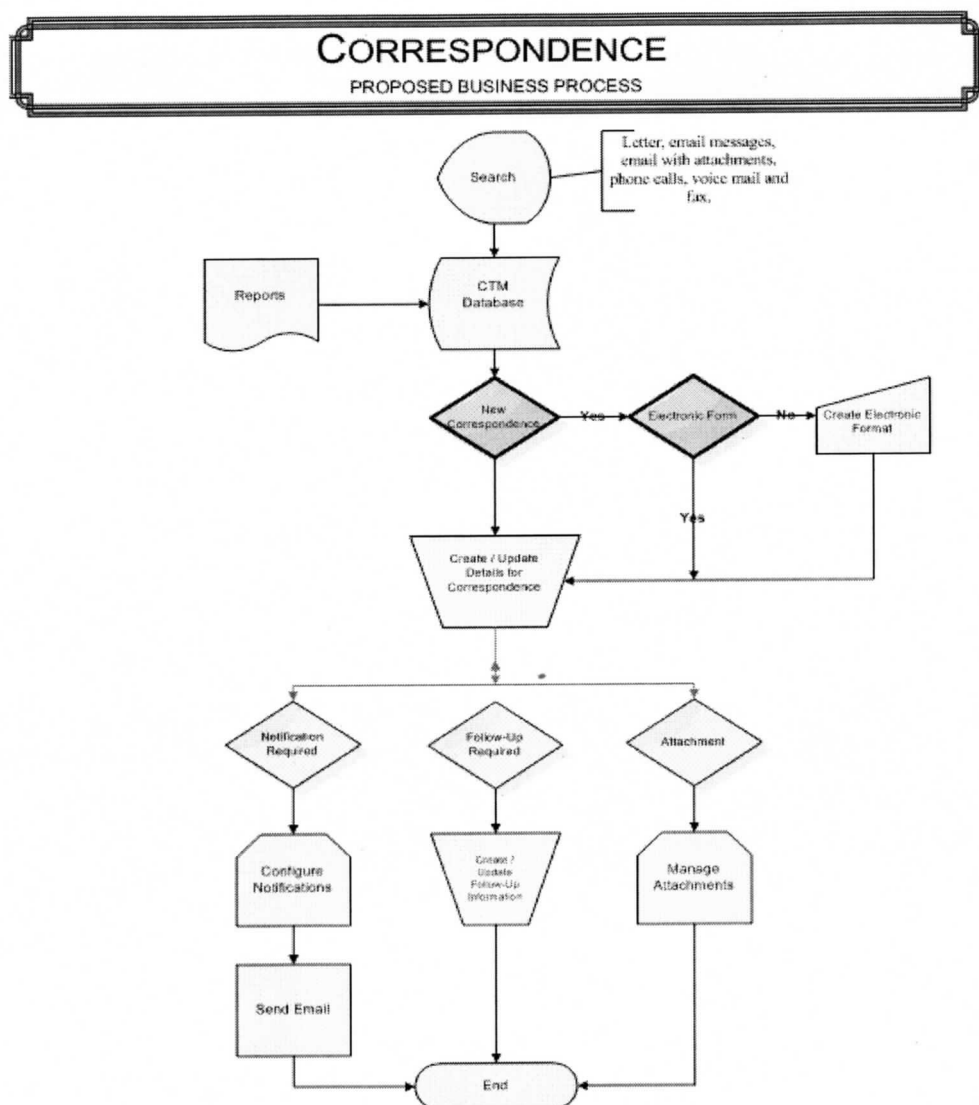 CORRESPONDENCE
PROPOSED BUSINESS PROCESS
Search
Letter, email messages,
email with attachments,
phone calls, voice mail and
fax.
Reports
CTM
Database
New
Correspondence
Yes
Electronic Form
No
Create Electronic
Format
Yes
Create / Update
Details for
Correspondence
Notification
Required
Follow-Up
Required
Attachment
Configure
Notifications
Create /
Update
Follow-Up
Information
Manage
Attachments
Send Email
End